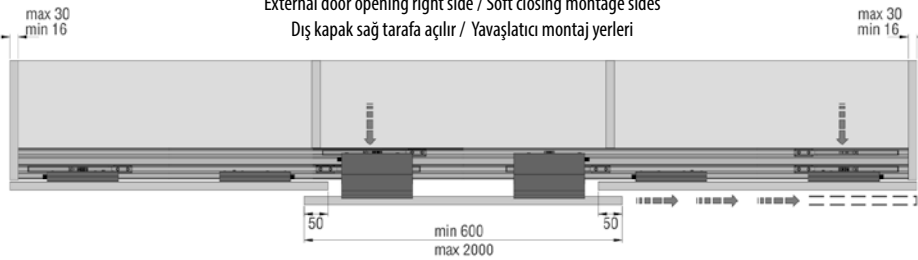 External door opening right side / Soft closing montage sides
Dış kapak sağ tarafa açılır / Yavaşlatıcı montaj yerleri
max 30
min 16
max 30
min 16
50
50
min 600
max 2000